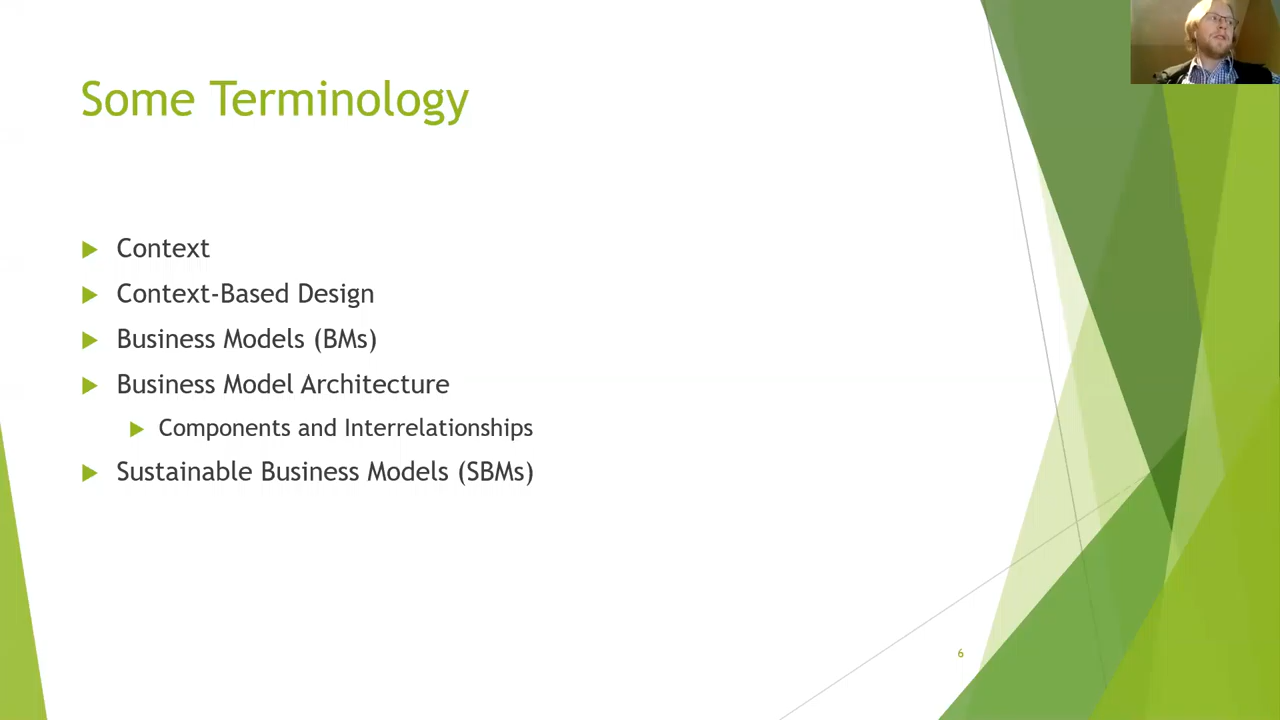 Some Terminology
Context
Context-Based Design
Business Models (BMs)
Business Model Architecture
Components and Interrelationships
Sustainable Business Models (SBMs)
6